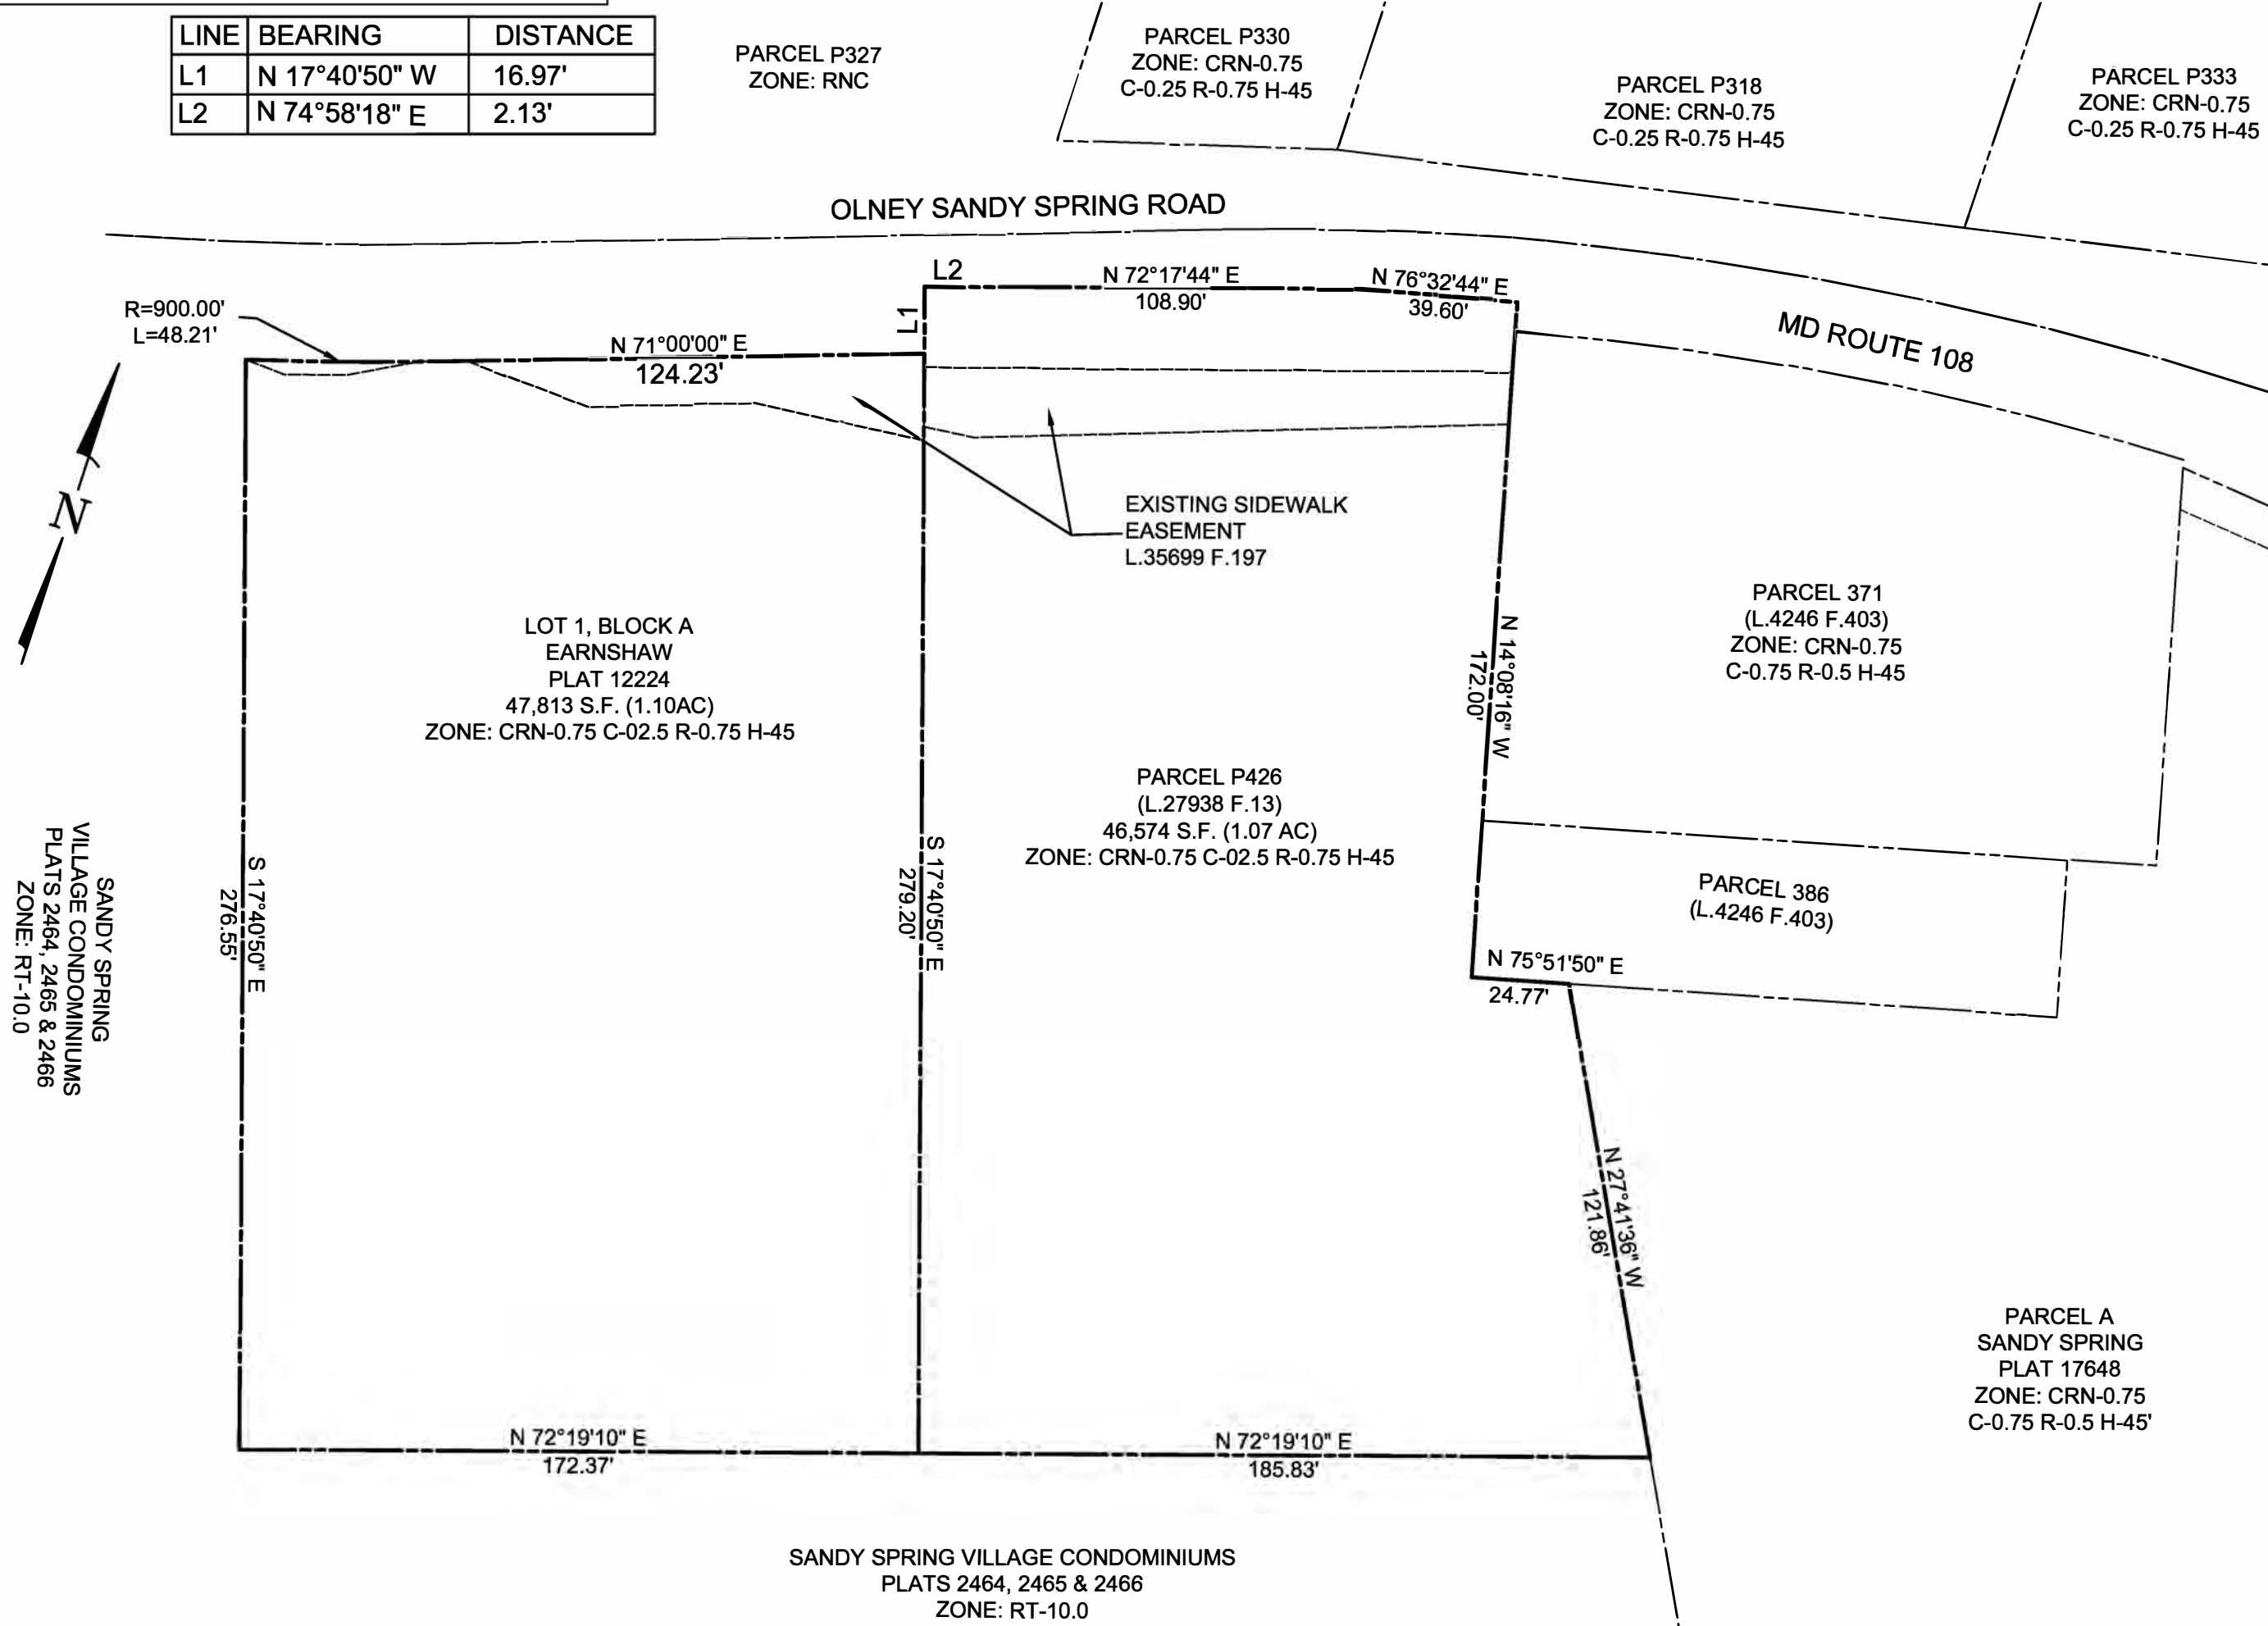 LINE BEARING DISTANCE
L1 N 17°40'50" W 16.97'
L2 N 74°58'18" E 2.13'
PARCEL P327
ZONE: RNC
PARCEL P330
ZONE: CRN-0.75
C-0.25 R-0.75 H-45
PARCEL P318
ZONE: CRN-0.75
C-0.25 R-0.75 H-45
PARCEL P333
ZONE: CRN-0.75
C-0.25 R-0.75 H-45
OLNEY SANDY SPRING ROAD
MD ROUTE 108
R=900.00'
L=48.21'
N 71°00'00" E
124.23'
L1
L2
N 72°17'44" E
108.90'
N 76°32'44" E
39.60'
N
EXISTING SIDEWALK
EASEMENT
L.35699 F.197
LOT 1, BLOCK A
EARNSHAW
PLAT 12224
47,813 S.F. (1.10AC)
ZONE: CRN-0.75 C-02.5 R-0.75 H-45
PARCEL P426
(L.27938 F.13)
46,574 S.F. (1.07 AC)
ZONE: CRN-0.75 C-02.5 R-0.75 H-45
N 14°08'16" W
172.00'
PARCEL 371
(L.4246 F.403)
ZONE: CRN-0.75
C-0.75 R-0.5 H-45
PARCEL 386
(L.4246 F.403)
N 75°51'50" E
24.77'
SANDY SPRING
VILLAGE CONDOMINIUMS
PLATS 2464, 2465 & 2466
ZONE: RT-10.0
S 17°40'50" E
276.55'
S 17°40'50" E
279.20'
N 27°41'36" W
121.86'
PARCEL A
SANDY SPRING
PLAT 17648
ZONE: CRN-0.75
C-0.75 R-0.5 H-45'
N 72°19'10" E
172.37'
N 72°19'10" E
185.83'
SANDY SPRING VILLAGE CONDOMINIUMS
PLATS 2464, 2465 & 2466
ZONE: RT-10.0